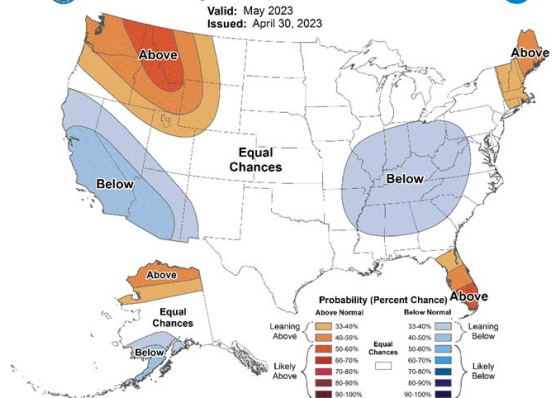 Valid: May 2023
Issued: April 30, 2023
Above
Above
Equal
Chances
Below
Below
Above
Above
Equal
Chances
Below
Probability (Percent Chance)
Above Normal
Below Normal
Leaning
Above
33-40%
40-50%
Likely
Above
50-60%
60-70%
70-80%
80-90%
90-100%
Equal
Chances
33-40%
40-50%
Leaning
Below
50-60%
60-70%
70-80%
80-90%
90-100%
Likely
Below